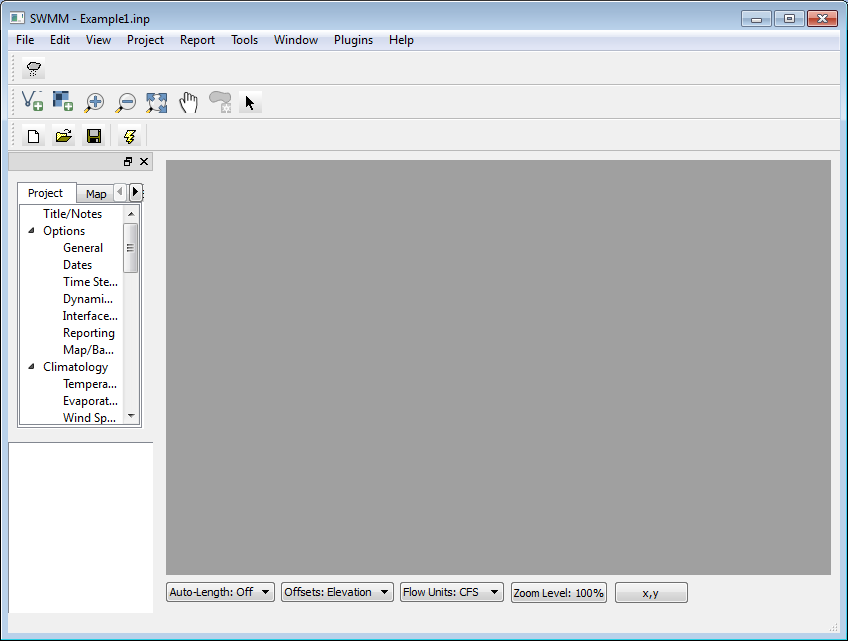 SWMM - Example1.inp
File Edit View Project Report Tools Window Plugins Help
Project Map
Title/Notes
Options
General
Dates
Time Ste...
Dynami...
Interface...
Reporting
Map/Ba...
Climatology
Tempera...
Evaporat...
Wind Sp...
Auto-Length: Off Offsets: Elevation Flow Units: CFS Zoom Level: 100% x,y